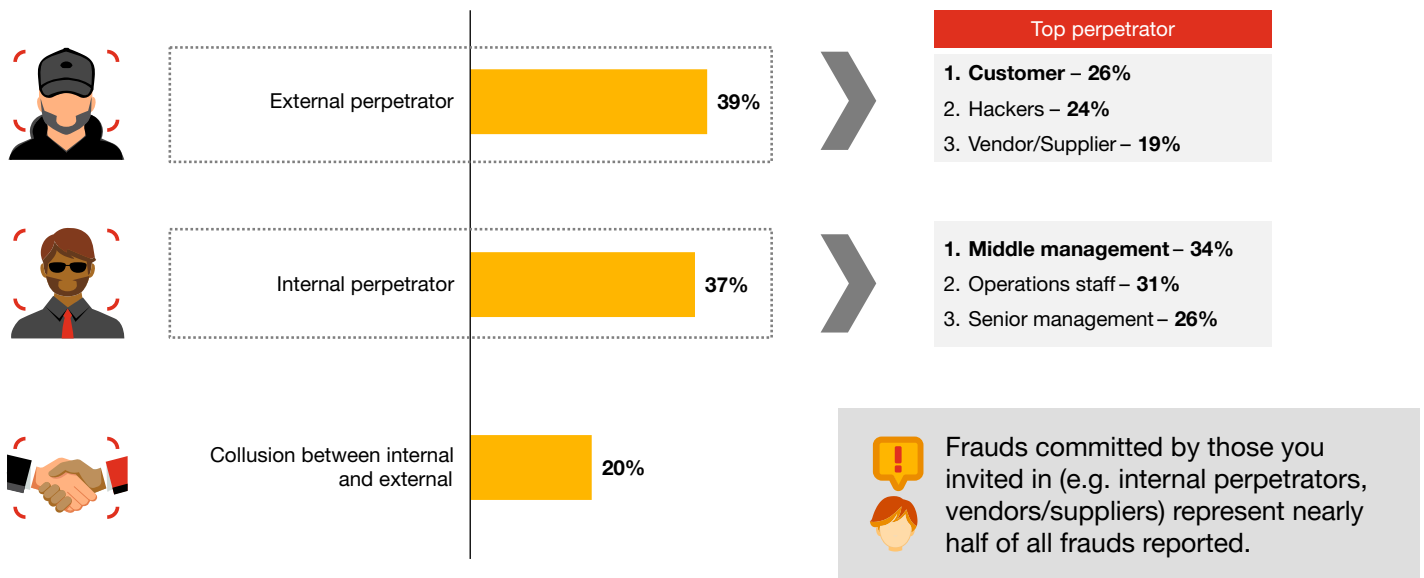 Top perpetrator
External perpetrator
39%
1. Customer – 26%
2. Hackers – 24%
3. Vendor/Supplier – 19%
Internal perpetrator
37%
1. Middle management – 34%
2. Operations staff – 31%
3. Senior management – 26%
Collusion between internal
and external
20%
Frauds committed by those you
invited in (e.g. internal perpetrators,
vendors/suppliers) represent nearly
half of all frauds reported.